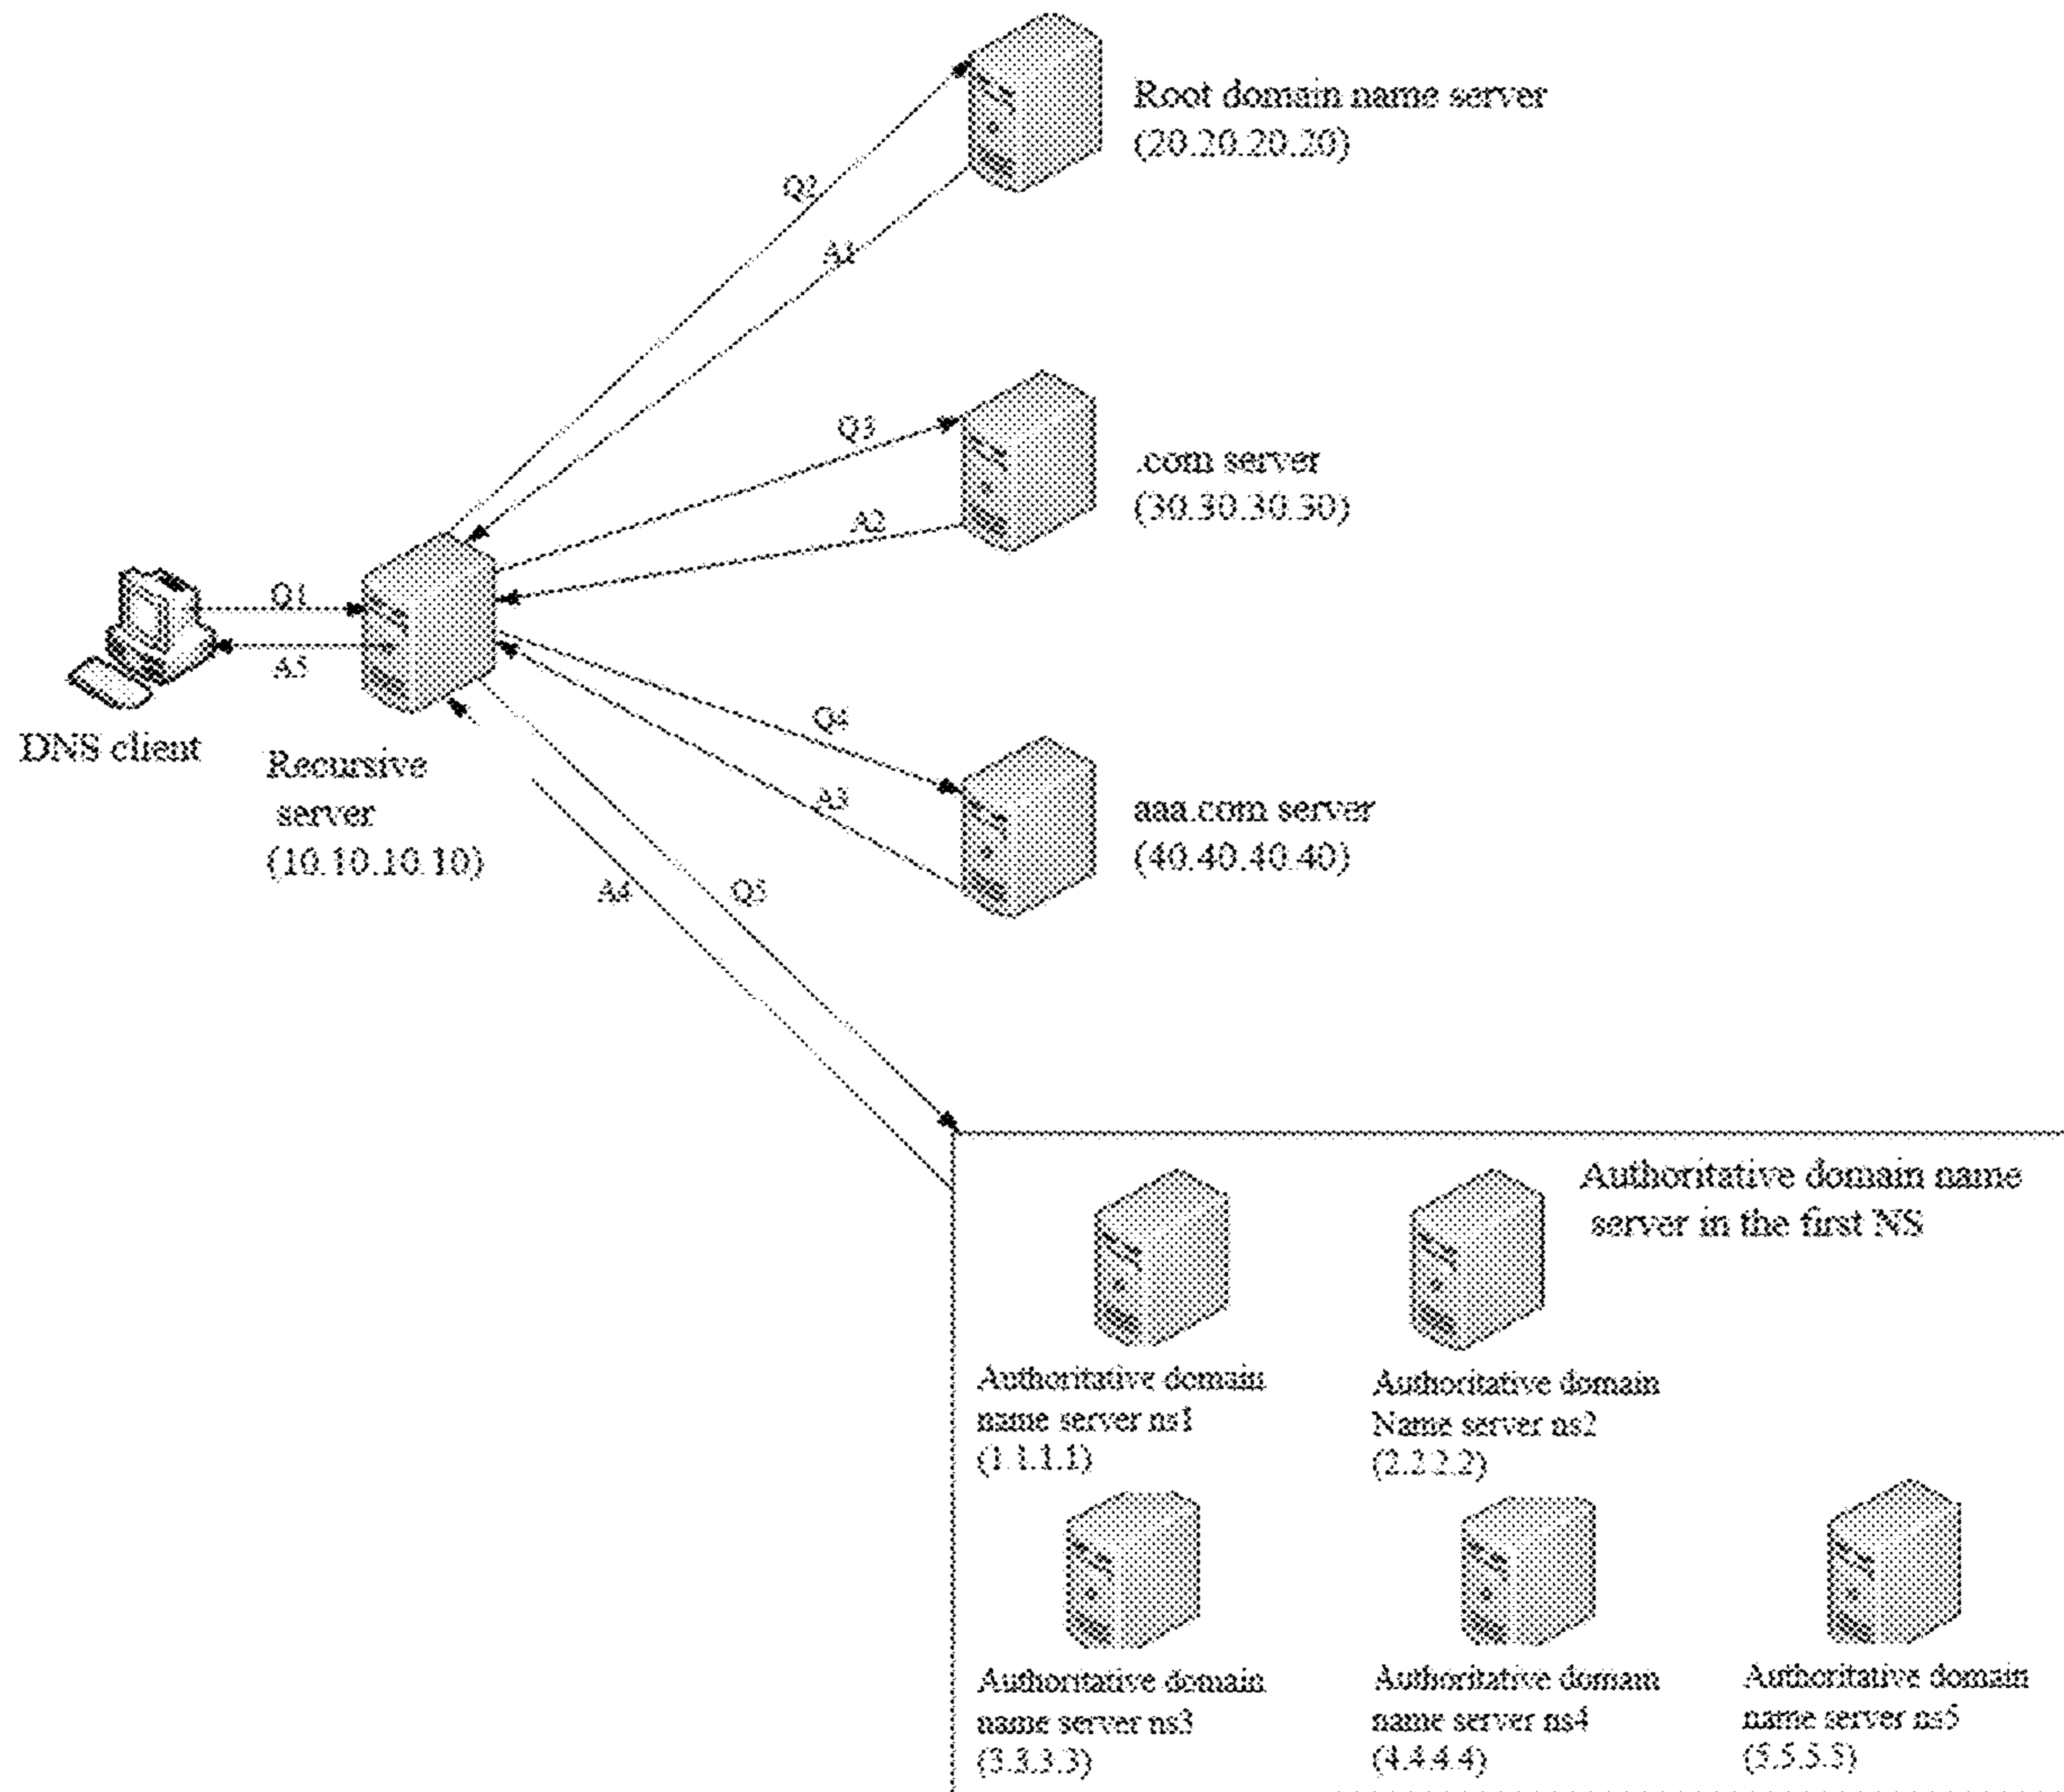 Root domain name server
(20.20.20.20)
Q2
A1
Q3
.com server
(30.30.30.30)
A2
Q1
A5
DNS client
Recursive
server
(10.10.10.10)
Q4
A3
aaa.com server
(40.40.40.40)
A4
Q5
Authoritative domain name
server in the first NS
Authoritative domain
name server ns1
(1.1.1.1)
Authoritative domain
Name server ns2
(2.2.2.2)
Authoritative domain
name server ns3
(3.3.3.3)
Authoritative domain
name server ns4
(4.4.4.4)
Authoritative domain
name server ns5
(5.5.5.5)